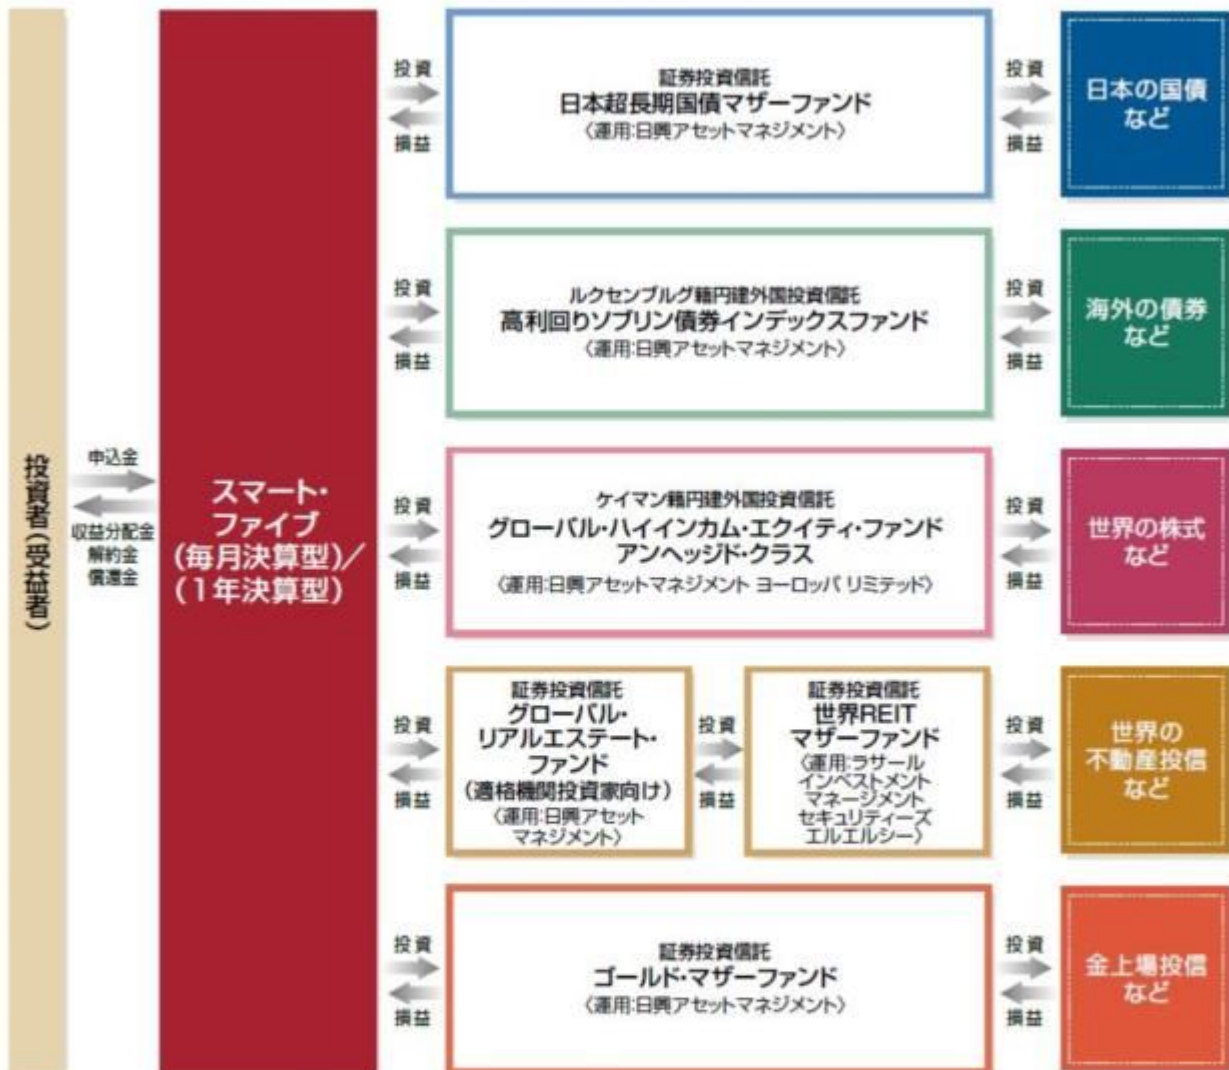 投資者(受益者)
申込金
収益分配金
解約金
償還金
スマート・
ファイブ
(毎月決算型)/
(1年決算型)
投資
損益
証券投資信託
日本超長期国債マザーファンド
〈運用:日興アセットマネジメント〉
投資
損益
日本の国債
など
投資
損益
ルクセンブルグ籍円建外国投資信託
高利回りソブリン債券インデックスファンド
〈運用:日興アセットマネジメント〉
投資
損益
海外の債券
など
投資
損益
ケイマン籍円建外国投資信託
グローバル・ハイインカム・エクイティ・ファンド
アンヘッジド・クラス
〈運用:日興アセットマネジメント ヨーロッパ リミテッド〉
投資
損益
世界の株式
など
投資
損益
証券投資信託
グローバル・
リアルエステート・
ファンド
(適格機関投資家向け)
〈運用:日興アセット
マネジメント〉
投資
損益
証券投資信託
世界REIT
マザーファンド
〈運用:ラサール
インベストメント
マネージメント
セキュリティーズ
エルエルシー〉
投資
損益
世界の
不動産投信
など
投資
損益
証券投資信託
ゴールド・マザーファンド
〈運用:日興アセットマネジメント〉
投資
損益
金上場投信
など